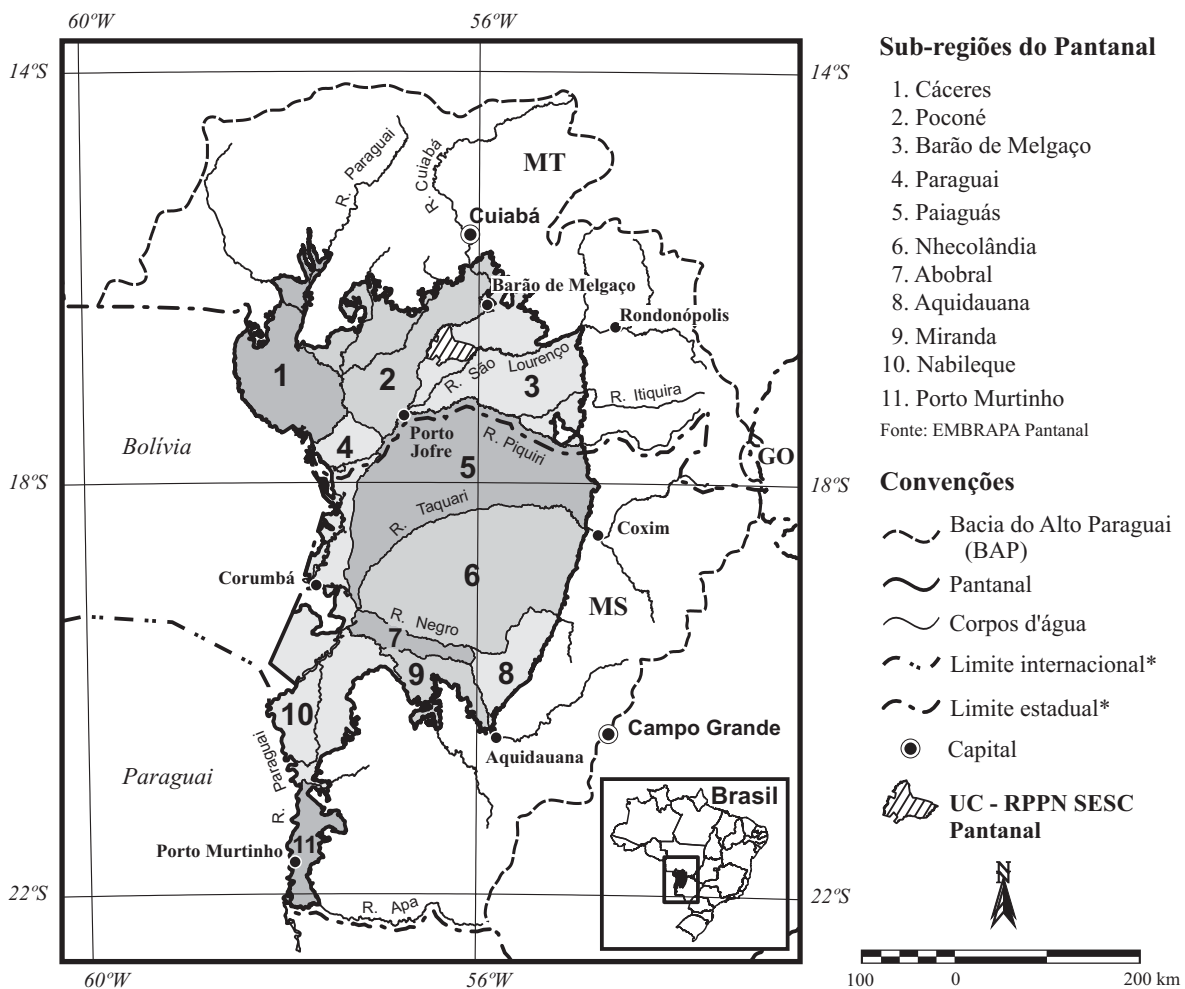 60ºW
56ºW
14ºS
14ºS
R. Paraguai
R. Cuiabá
MT
Cuiabá
Barão de Melgaço
Rondonópolis
1
2
R. São Lourenço
3
R. Itiquira
Bolívia
4
Porto
Jofre
R. Piquiri
5
GO
18ºS
18ºS
R. Taquari
Coxim
Corumbá
6
MS
R. Negro
7
9
8
10
Aquidauana
Campo Grande
Paraguai
R. Paraguai
Porto Murtinho
11
R. Apa
22ºS
22ºS
60ºW
56ºW
Brasil
Sub-regiões do Pantanal
1. Cáceres
2. Poconé
3. Barão de Melgaço
4. Paraguai
5. Paiaguás
6. Nhecolândia
7. Abobral
8. Aquidauana
9. Miranda
10. Nabileque
11. Porto Murtinho
Fonte: EMBRAPA Pantanal
Convenções
Bacia do Alto Paraguai
(BAP)
Pantanal
Corpos d'água
Limite internacional*
Limite estadual*
Capital
UC - RPPN SESC
Pantanal
N
100 0 200 km